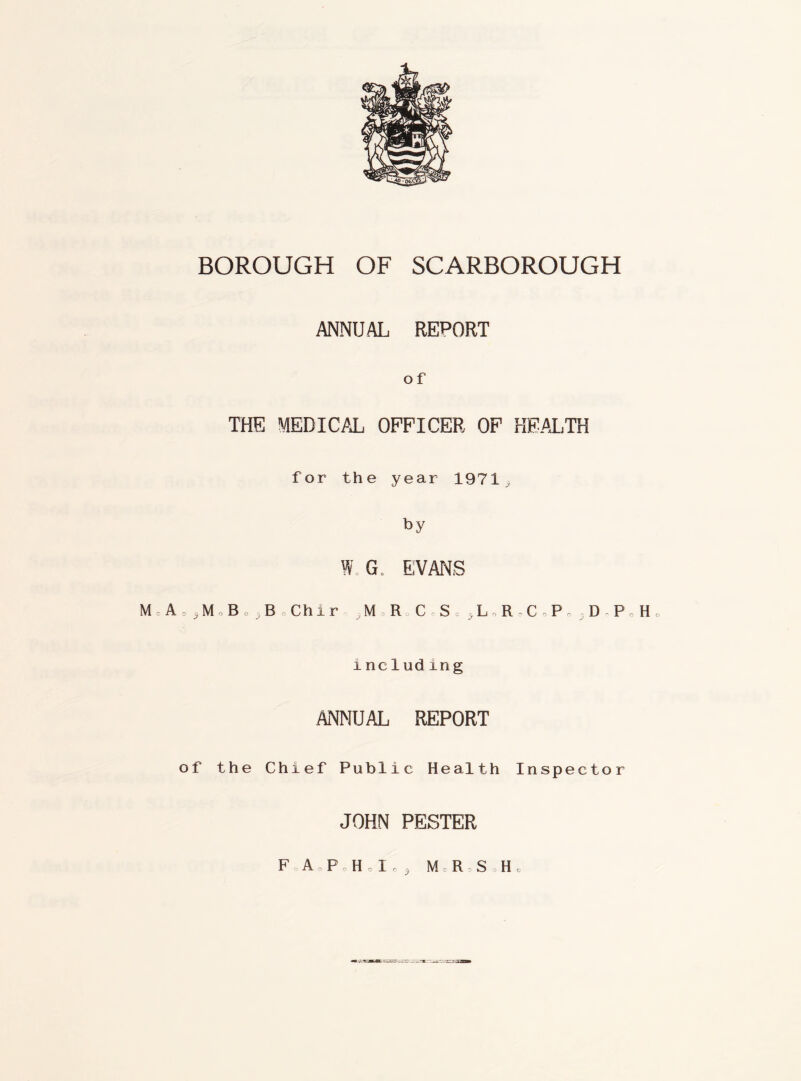 BOROUGH OF SCARBOROUGH
ANNUAL REPORT
of
THE MEDICAL OFFICER OF HEALTH
for the year 1971,
by
W. G. EVANS
M.A.,M.B.,B.Chir.,M.R.C.S.,L.R.C.P.,D.P.H.
including
ANNUAL REPORT
of the Chief Public Health Inspector
JOHN PESTER
F.A.P.H.I., M.R.S.H.